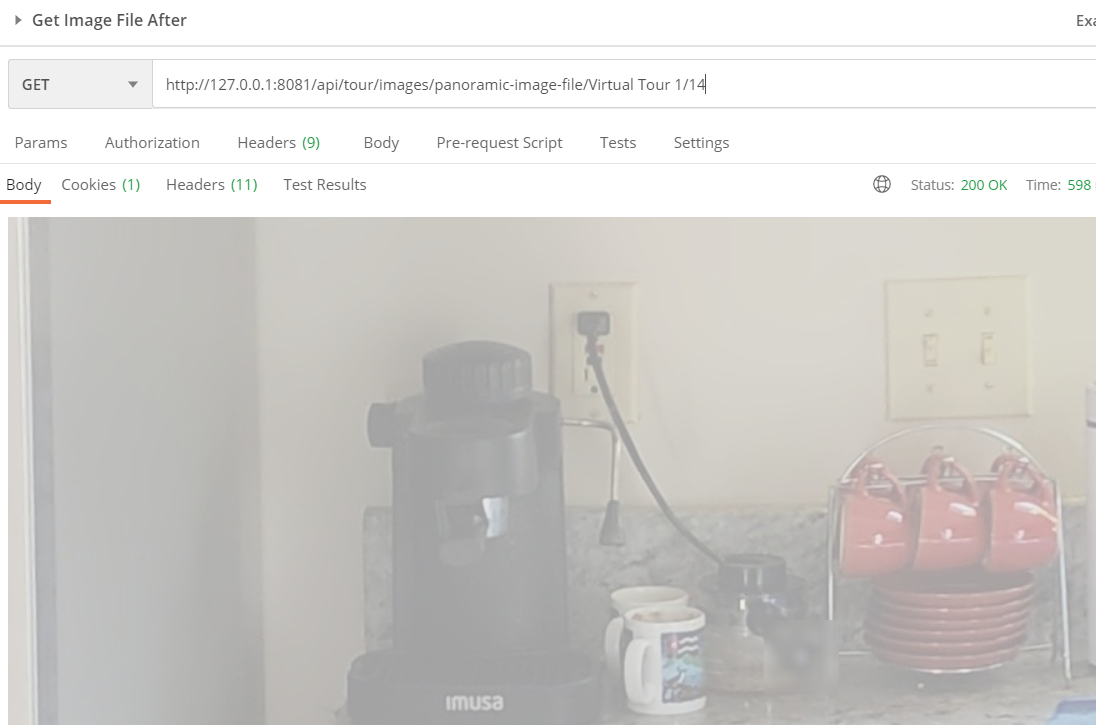 Get Image File After
Exa
GET
http://127.0.0.1:8081/api/tour/images/panoramic-image-file/Virtual Tour 1/14
Params Authorization Headers (9) Body Pre-request Script Tests Settings
Body Cookies (1) Headers (11) Test Results Status: 200 OK Time: 598
IMUSA